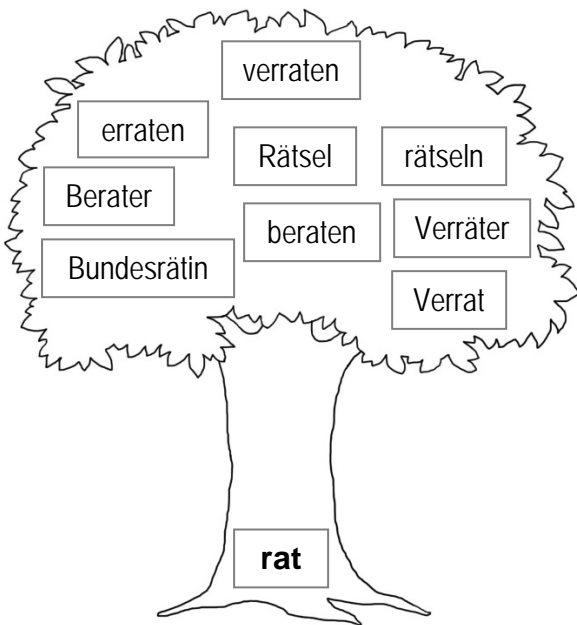 verraten
erraten
Rätsel
rätseln
Berater
beraten
Verräter
Bundesrätin
Verrat
rat